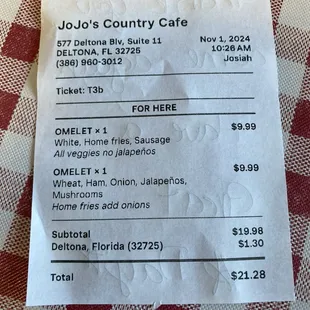 JoJo's Country Cafe
577 Deltona Blv, Suite 11 Nov 1, 2024
DELTONA, FL 32725 10:26 AM
(386) 960-3012 Josiah
Ticket: T3b
FOR HERE
OMELET × 1 $9.99
White, Home fries, Sausage
All veggies no jalapeños
OMELET × 1 $9.99
Wheat, Ham, Onion, Jalapeños,
Mushrooms
Home fries add onions
Subtotal $19.98
Deltona, Florida (32725) $1.30
Total $21.28